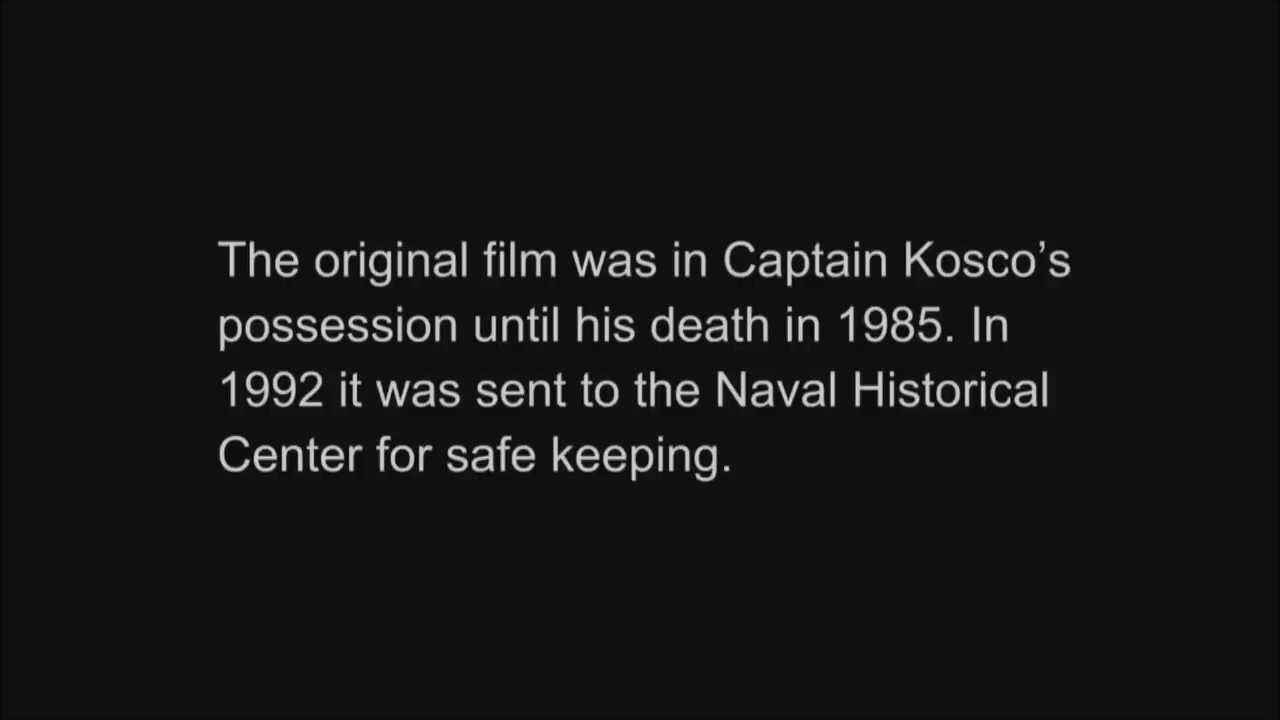 The original film was in Captain Kosco’s
possession until his death in 1985. In
1992 it was sent to the Naval Historical
Center for safe keeping.